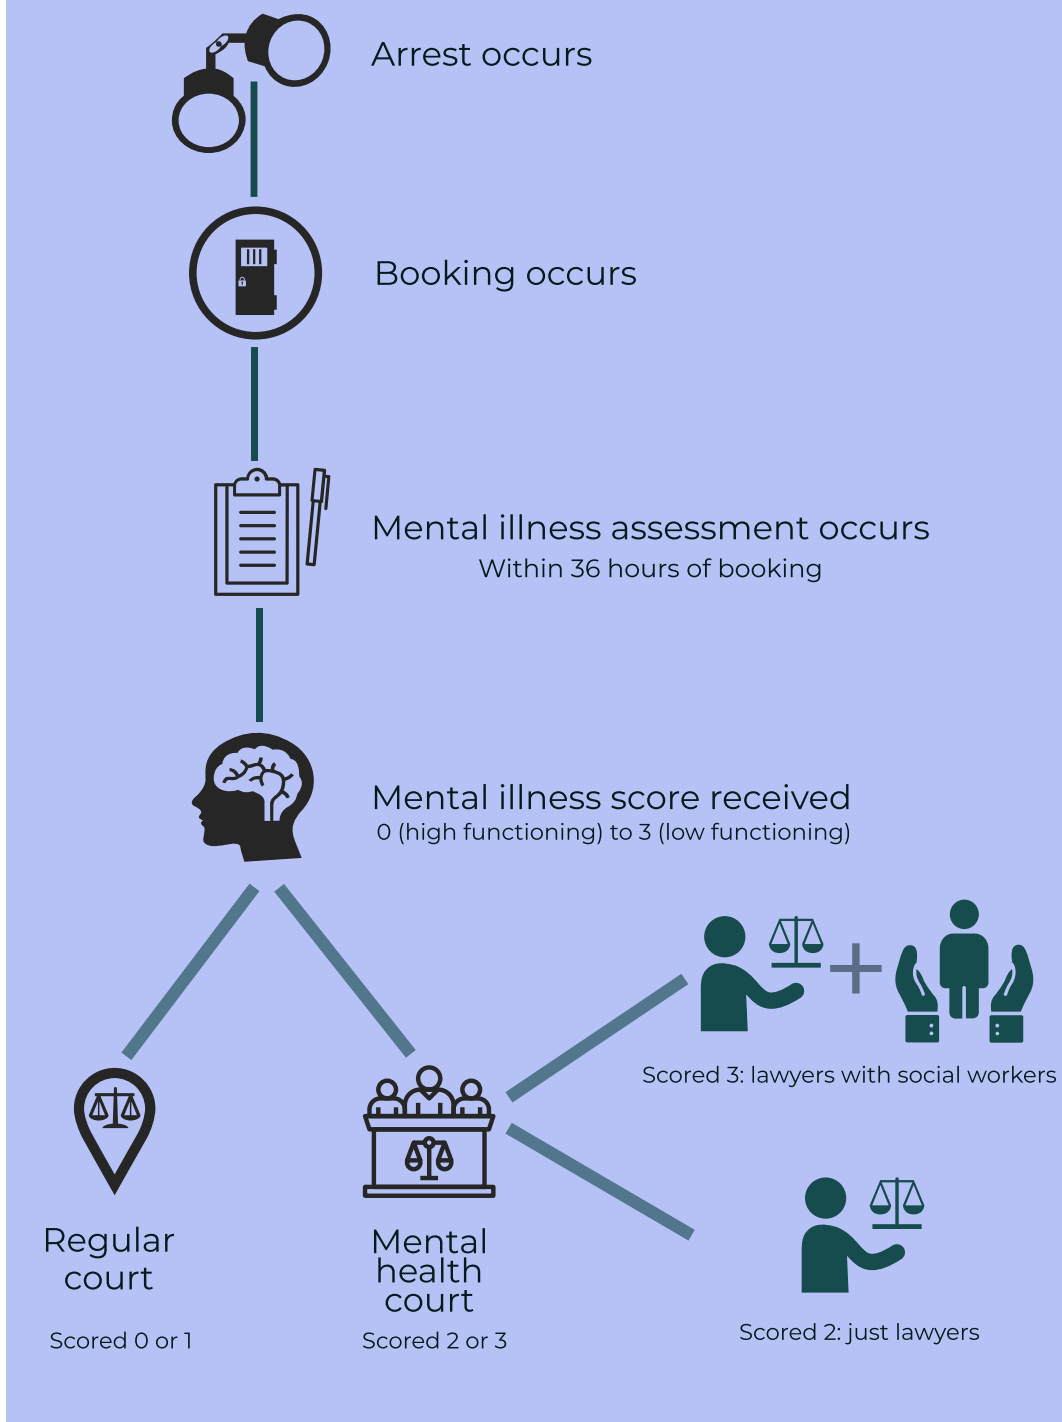 Arrest occurs
Booking occurs
Mental illness assessment occurs
Within 36 hours of booking
Mental illness score received
0 (high functioning) to 3 (low functioning)
Scored 3: lawyers with social workers
Regular
court
Scored 0 or 1
Mental
health
court
Scored 2 or 3
Scored 2: just lawyers